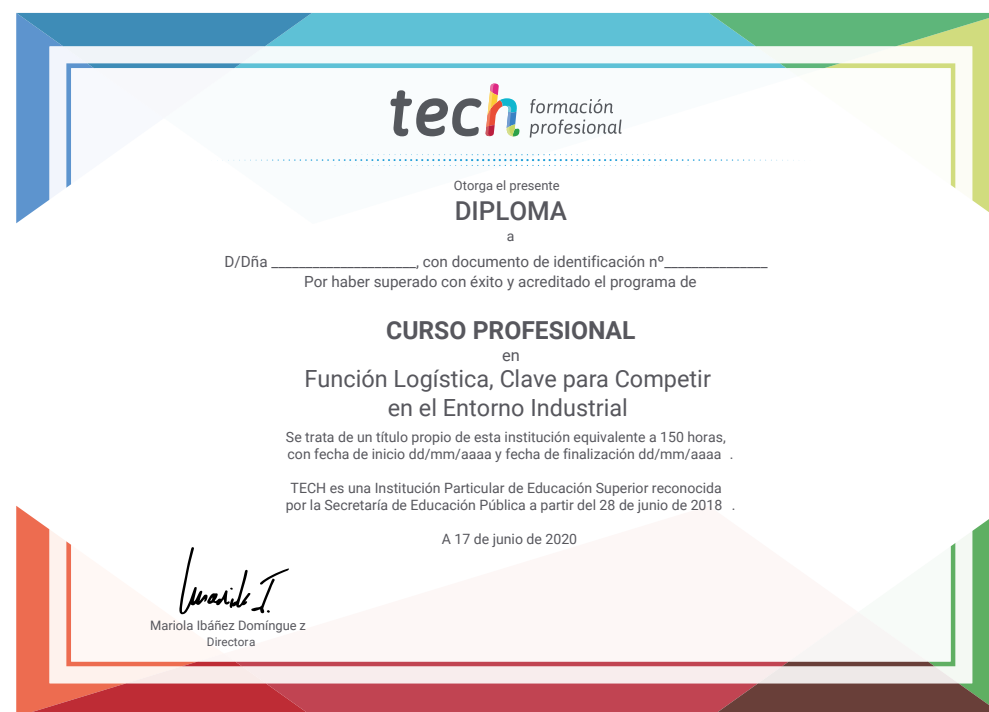 tech formación
profesional
Otorga el presente
DIPLOMA
a
D/Dña _________________, con documento de identificación nº____________
Por haber superado con éxito y acreditado el programa de
CURSO PROFESIONAL
en
Función Logística, Clave para Competir
en el Entorno Industrial
Se trata de un título propio de esta institución equivalente a 150 horas,
con fecha de inicio dd/mm/aaaa y fecha de finalización dd/mm/aaaa .
TECH es una Institución Particular de Educación Superior reconocida
por la Secretaría de Educación Pública a partir del 28 de junio de 2018 .
A 17 de junio de 2020
Mariola I.
Mariola Ibáñez Domíngue z
Directora